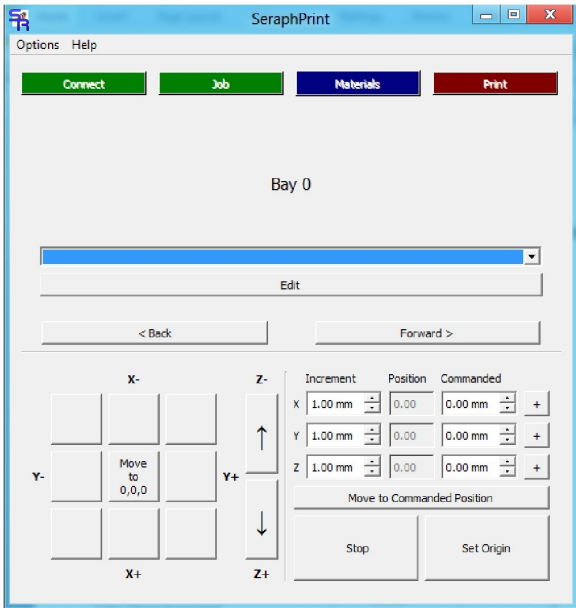 SR
SeraphPrint
Options Help
Connect Job Materials Print
Bay 0
Edit
< Back Forward >
X- Z- Increment Position Commanded
X 1.00 mm 0.00 0.00 mm +
Y 1.00 mm 0.00 0.00 mm +
Z 1.00 mm 0.00 0.00 mm +
Move
to
0,0,0
Y- Y+
Move to Commanded Position
Stop Set Origin
X+ Z+